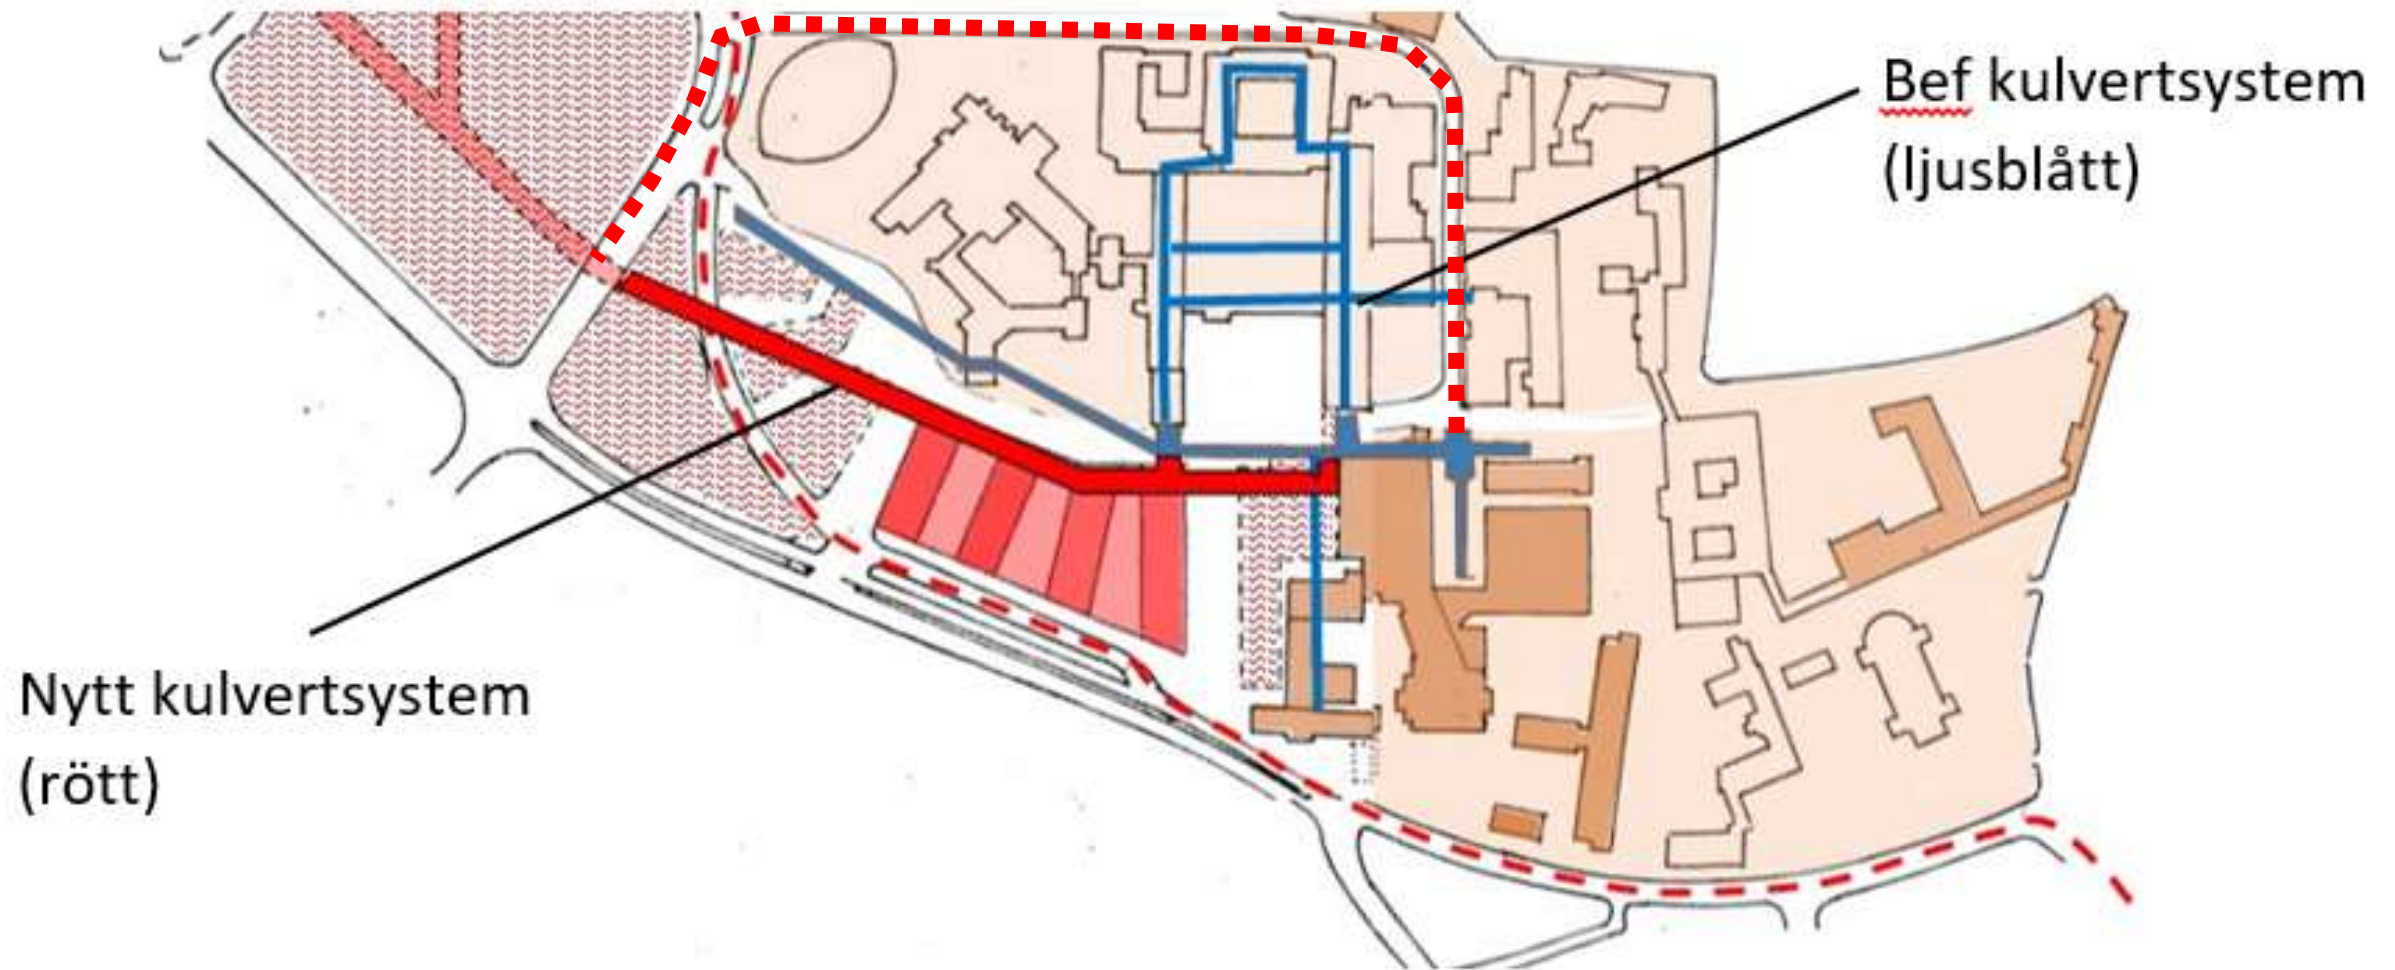 Bef kulvertsystem
(ljusblått)
Nytt kulvertsystem
(rött)